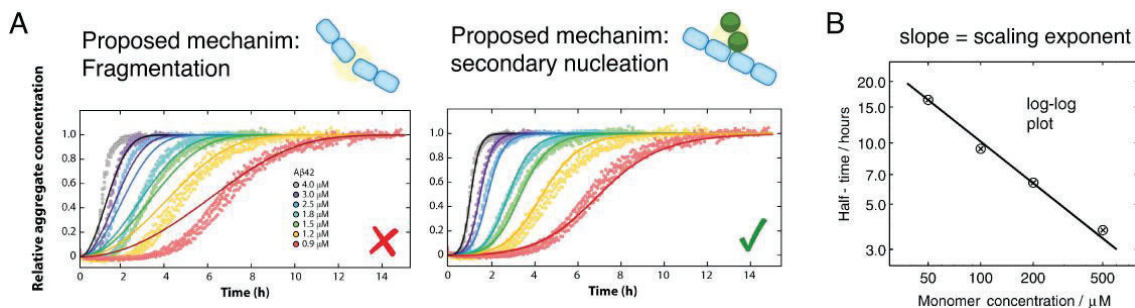 A
Proposed mechanim:
Fragmentation
Relative aggregate concentration
1.0
0.8
0.6
0.4
0.2
0
Aβ42
4.0 μM
3.0 μM
2.5 μM
1.8 μM
1.5 μM
1.2 μM
0.9 μM
0 2 4 6 8 10 12 14
Time (h)
Proposed mechanim:
secondary nucleation
1.0
0.8
0.6
0.4
0.2
0
0 2 4 6 8 10 12 14
Time (h)
B
slope = scaling exponent
log-log
plot
Half - time / hours
20.0
15.0
10.0
7.0
5.0
3.0
50 100 200 500
Monomer concentration / μM